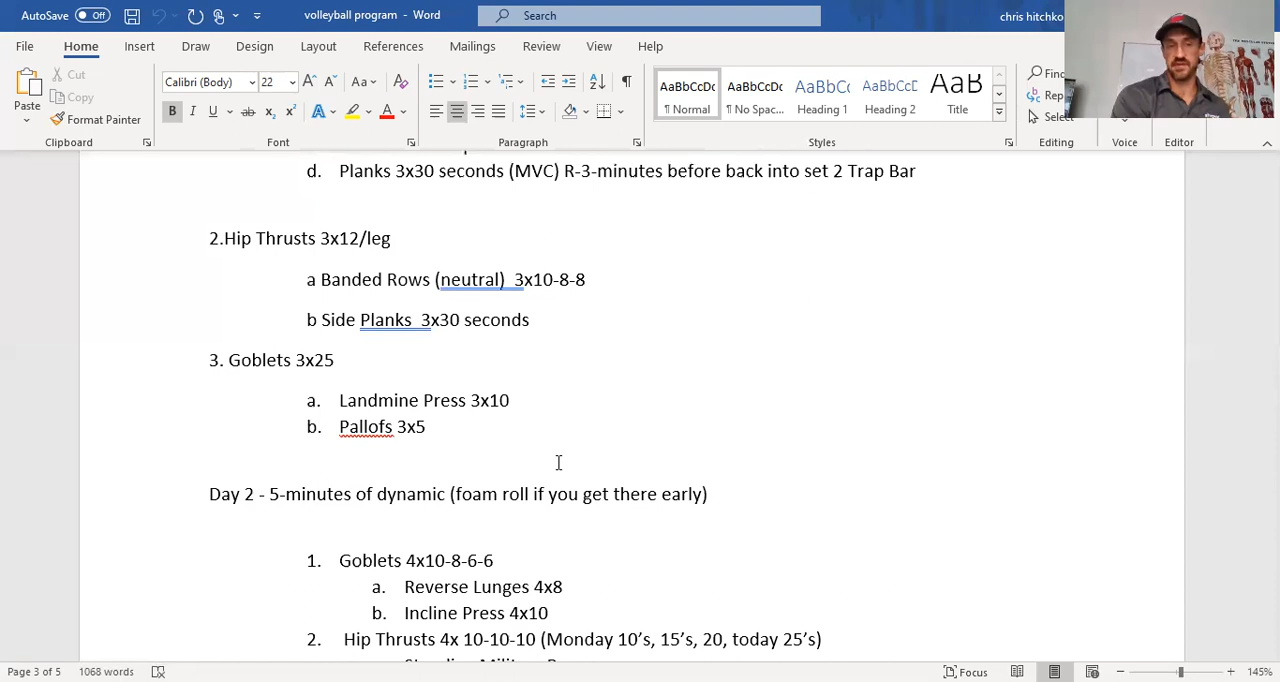 AutoSave Off volleyball program - Word Search chris hitchko
File Home Insert Draw Design Layout References Mailings Review View Help
Paste Cut Copy Format Painter
Calibri (Body) 22
B I U ab x₂ x²
AaBbCcDc AaBbCcDc AaBbCc AaBbCcD AaB
¶ Normal ¶ No Spac... Heading 1 Heading 2 Title
Select
Clipboard Font Paragraph Styles Editing Voice Editor
d. Planks 3x30 seconds (MVC) R-3-minutes before back into set 2 Trap Bar
2.Hip Thrusts 3x12/leg
a Banded Rows (neutral) 3x10-8-8
b Side Planks 3x30 seconds
3. Goblets 3x25
a. Landmine Press 3x10
b. Pallofs 3x5
Day 2 - 5-minutes of dynamic (foam roll if you get there early)
1. Goblets 4x10-8-6-6
a. Reverse Lunges 4x8
b. Incline Press 4x10
2. Hip Thrusts 4x 10-10-10 (Monday 10's, 15's, 20, today 25's)
Page 3 of 5 1068 words Focus 145%